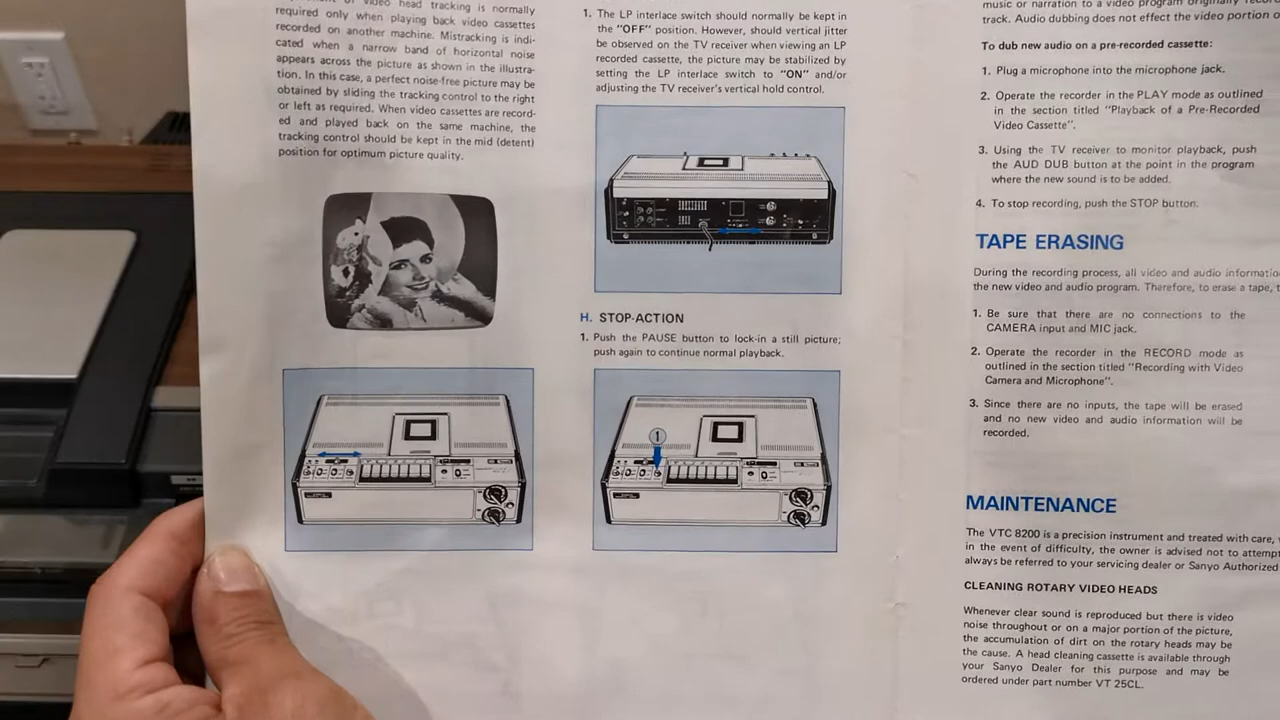 of video head tracking is normally
required only when playing back video cassettes
recorded on another machine. Mistracking is indi-
cated when a narrow band of horizontal noise
appears across the picture as shown in the illustra-
tion. In this case, a perfect noise-free picture may be
obtained by sliding the tracking control to the right
or left as required. When video cassettes are record-
ed and played back on the same machine, the
tracking control should be kept in the mid (detent)
position for optimum picture quality.
1. The LP interlace switch should normally be kept in
the "OFF" position. However, should vertical jitter
be observed on the TV receiver when viewing an LP
recorded cassette, the picture may be stabilized by
setting the LP interlace switch to "ON" and/or
adjusting the TV receiver's vertical hold control.
H. STOP-ACTION
1. Push the PAUSE button to lock-in a still picture;
push again to continue normal playback.
1
music or narration to a video program originally
track. Audio dubbing does not effect the video portion
To dub new audio on a pre-recorded cassette:
1. Plug a microphone into the microphone jack.
2. Operate the recorder in the PLAY mode as outlined
in the section titled "Playback of a Pre-Recorded
Video Cassette".
3. Using the TV receiver to monitor playback, push
the AUD DUB button at the point in the program
where the new sound is to be added.
4. To stop recording, push the STOP button.
TAPE ERASING
During the recording process, all video and audio
the new video and audio program. Therefore, to erase a tape,
1. Be sure that there are no connections to the
CAMERA input and MIC jack.
2. Operate the recorder in the RECORD mode as
outlined in the section titled "Recording with Video
Camera and Microphone".
3. Since there are no inputs, the tape will be erased
and no new video and audio information will be
recorded.
MAINTENANCE
The VTC 8200 is a precision instrument and treated with care,
in the event of difficulty, the owner is advised not to attempt
always be referred to your servicing dealer or Sanyo Authorized
CLEANING ROTARY VIDEO HEADS
Whenever clear sound is reproduced but there is video
noise throughout or on a major portion of the picture,
the accumulation of dirt on the rotary heads may be
the cause. A head cleaning cassette is available through
your Sanyo Dealer for this purpose and may be
ordered under part number VT 25CL.